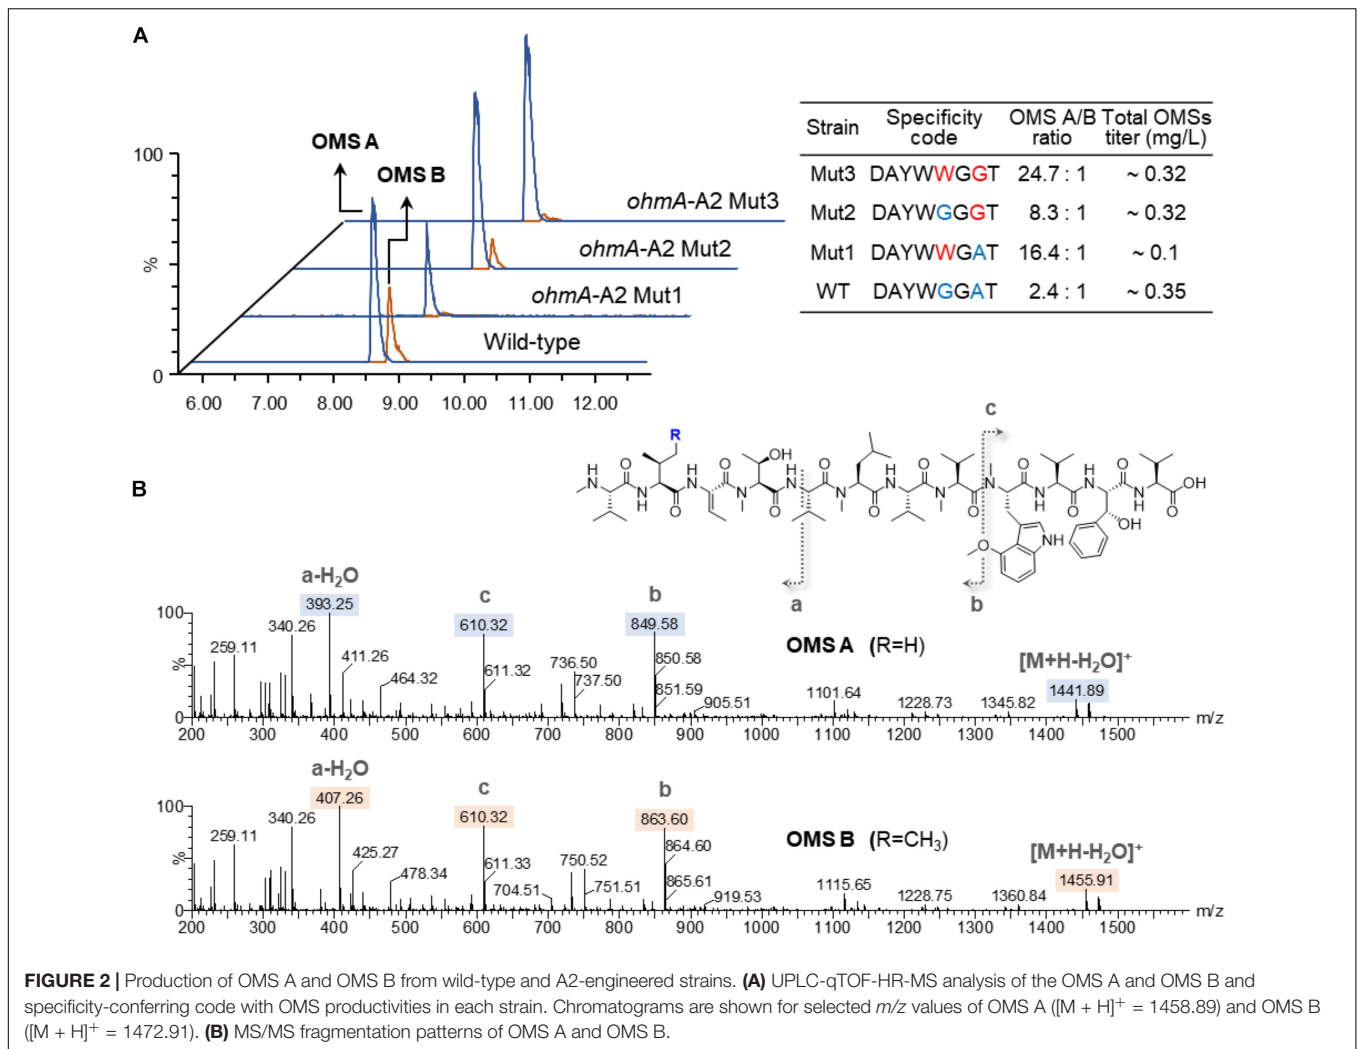 A
OMS A
OMS B
100
%
0
6.00 7.00 8.00 9.00 10.00 11.00 12.00
ohmA-A2 Mut3
ohmA-A2 Mut2
ohmA-A2 Mut1
Wild-type
Strain Specificity code OMS A/B ratio Total OMSs titer (mg/L)
Mut3 DAYWWGGT 24.7 : 1 ~ 0.32
Mut2 DAYWGGGT 8.3 : 1 ~ 0.32
Mut1 DAYWWGAT 16.4 : 1 ~ 0.1
WT DAYWGGAT 2.4 : 1 ~ 0.35
B
R
c
H
N
O
H
N
O
N
H
O
N
OH
O
H
N
O
N
O
H
N
O
N
O
N
O
N
H
O
H
N
O
N
H
O
OH
O
NH
OH
a
b
a-H2O
393.25
c
610.32
b
849.58
OMS A (R=H)
[M+H-H2O]+
1441.89
100
%
0
259.11
340.26
411.26
464.32
611.32
736.50
737.50
850.58
851.59
905.51
1101.64
1228.73
1345.82
200 300 400 500 600 700 800 900 1000 1100 1200 1300 1400 1500 m/z
a-H2O
407.26
c
610.32
b
863.60
OMS B (R=CH3)
[M+H-H2O]+
1455.91
100
%
0
259.11
340.26
425.27
478.34
611.33
704.51
750.52
751.51
864.60
865.61
919.53
1115.65
1228.75
1360.84
200 300 400 500 600 700 800 900 1000 1100 1200 1300 1400 1500 m/z
FIGURE 2 | Production of OMS A and OMS B from wild-type and A2-engineered strains. (A) UPLC-qTOF-HR-MS analysis of the OMS A and OMS B and
specificity-conferring code with OMS productivities in each strain. Chromatograms are shown for selected m/z values of OMS A ([M + H]+ = 1458.89) and OMS B
([M + H]+ = 1472.91). (B) MS/MS fragmentation patterns of OMS A and OMS B.